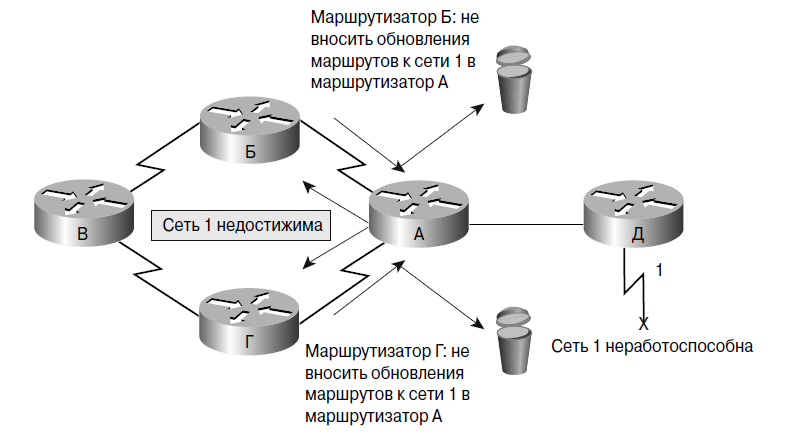 Маршрутизатор Б: не
вносить обновления
маршрутов к сети 1 в
маршрутизатор А
Б
В
Сеть 1 недостижима
А
Д
1
Г
X
Сеть 1 неработоспособна
Маршрутизатор Г: не
вносить обновления
маршрутов к сети 1 в
маршрутизатор А